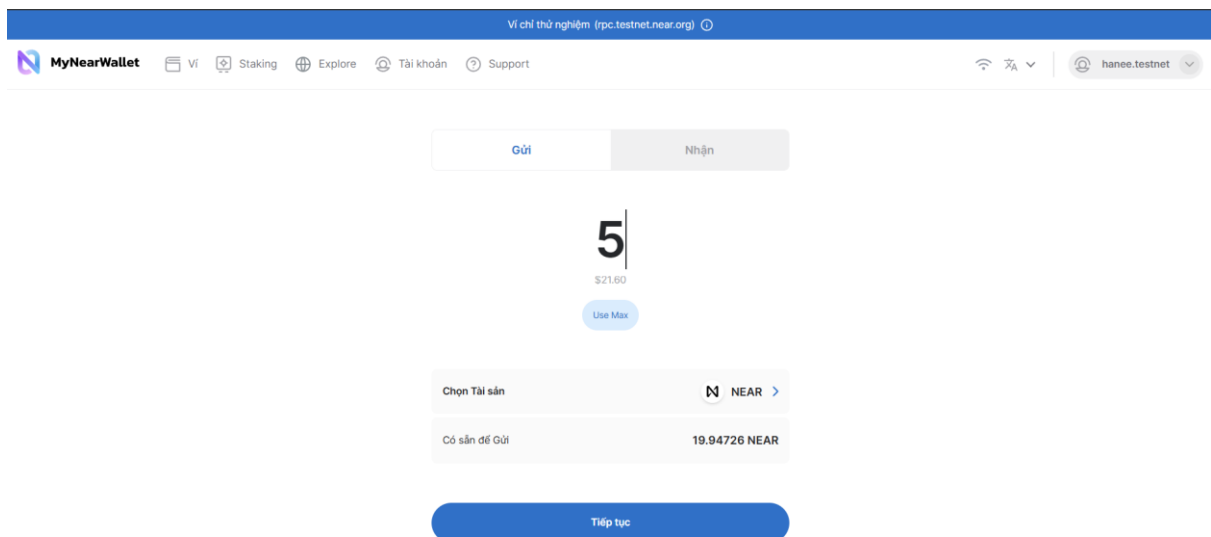 Ví chỉ thử nghiệm (rpc.testnet.near.org)
MyNearWallet Ví Staking Explore Tài khoản Support hanee.testnet
Gửi Nhận
5
$21.60
Use Max
Chọn Tài sản NEAR
Có sẵn để Gửi 19.94726 NEAR
Tiếp tục